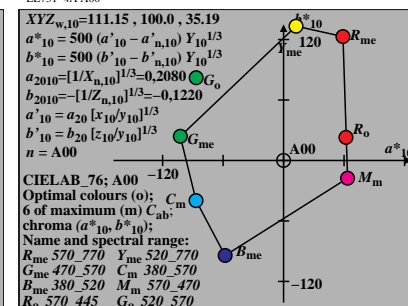 XYZw,10=111.15, 100.0, 35.19
a*10 = 500 (a'10 - a'n,10) Y10^1/3
b*10 = 500 (b'10 - b'n,10) Y10^1/3
a2010=[1/Xn,10]^1/3=0,2080
b2010=−[1/Zn,10]^1/3=−0,1220
a'10 = a20 [x10/y10]^1/3
b'10 = b20 [z10/y10]^1/3
n = A00
b*10
Yme
120
Rme
Go
Gme
Ro
−120
A00
a*10
Mm
Cm
Bme
−120
CIELAB_76; A00
Optimal colours (o);
6 of maximum (m) Cab;
chroma (a*10, b*10);
Name and spectral range:
Rme 570_770 Yme 520_770
Gme 470_570 Cm 380_570
Bme 380_520 Mm 570_470
Ro 570_445 Go 520_570